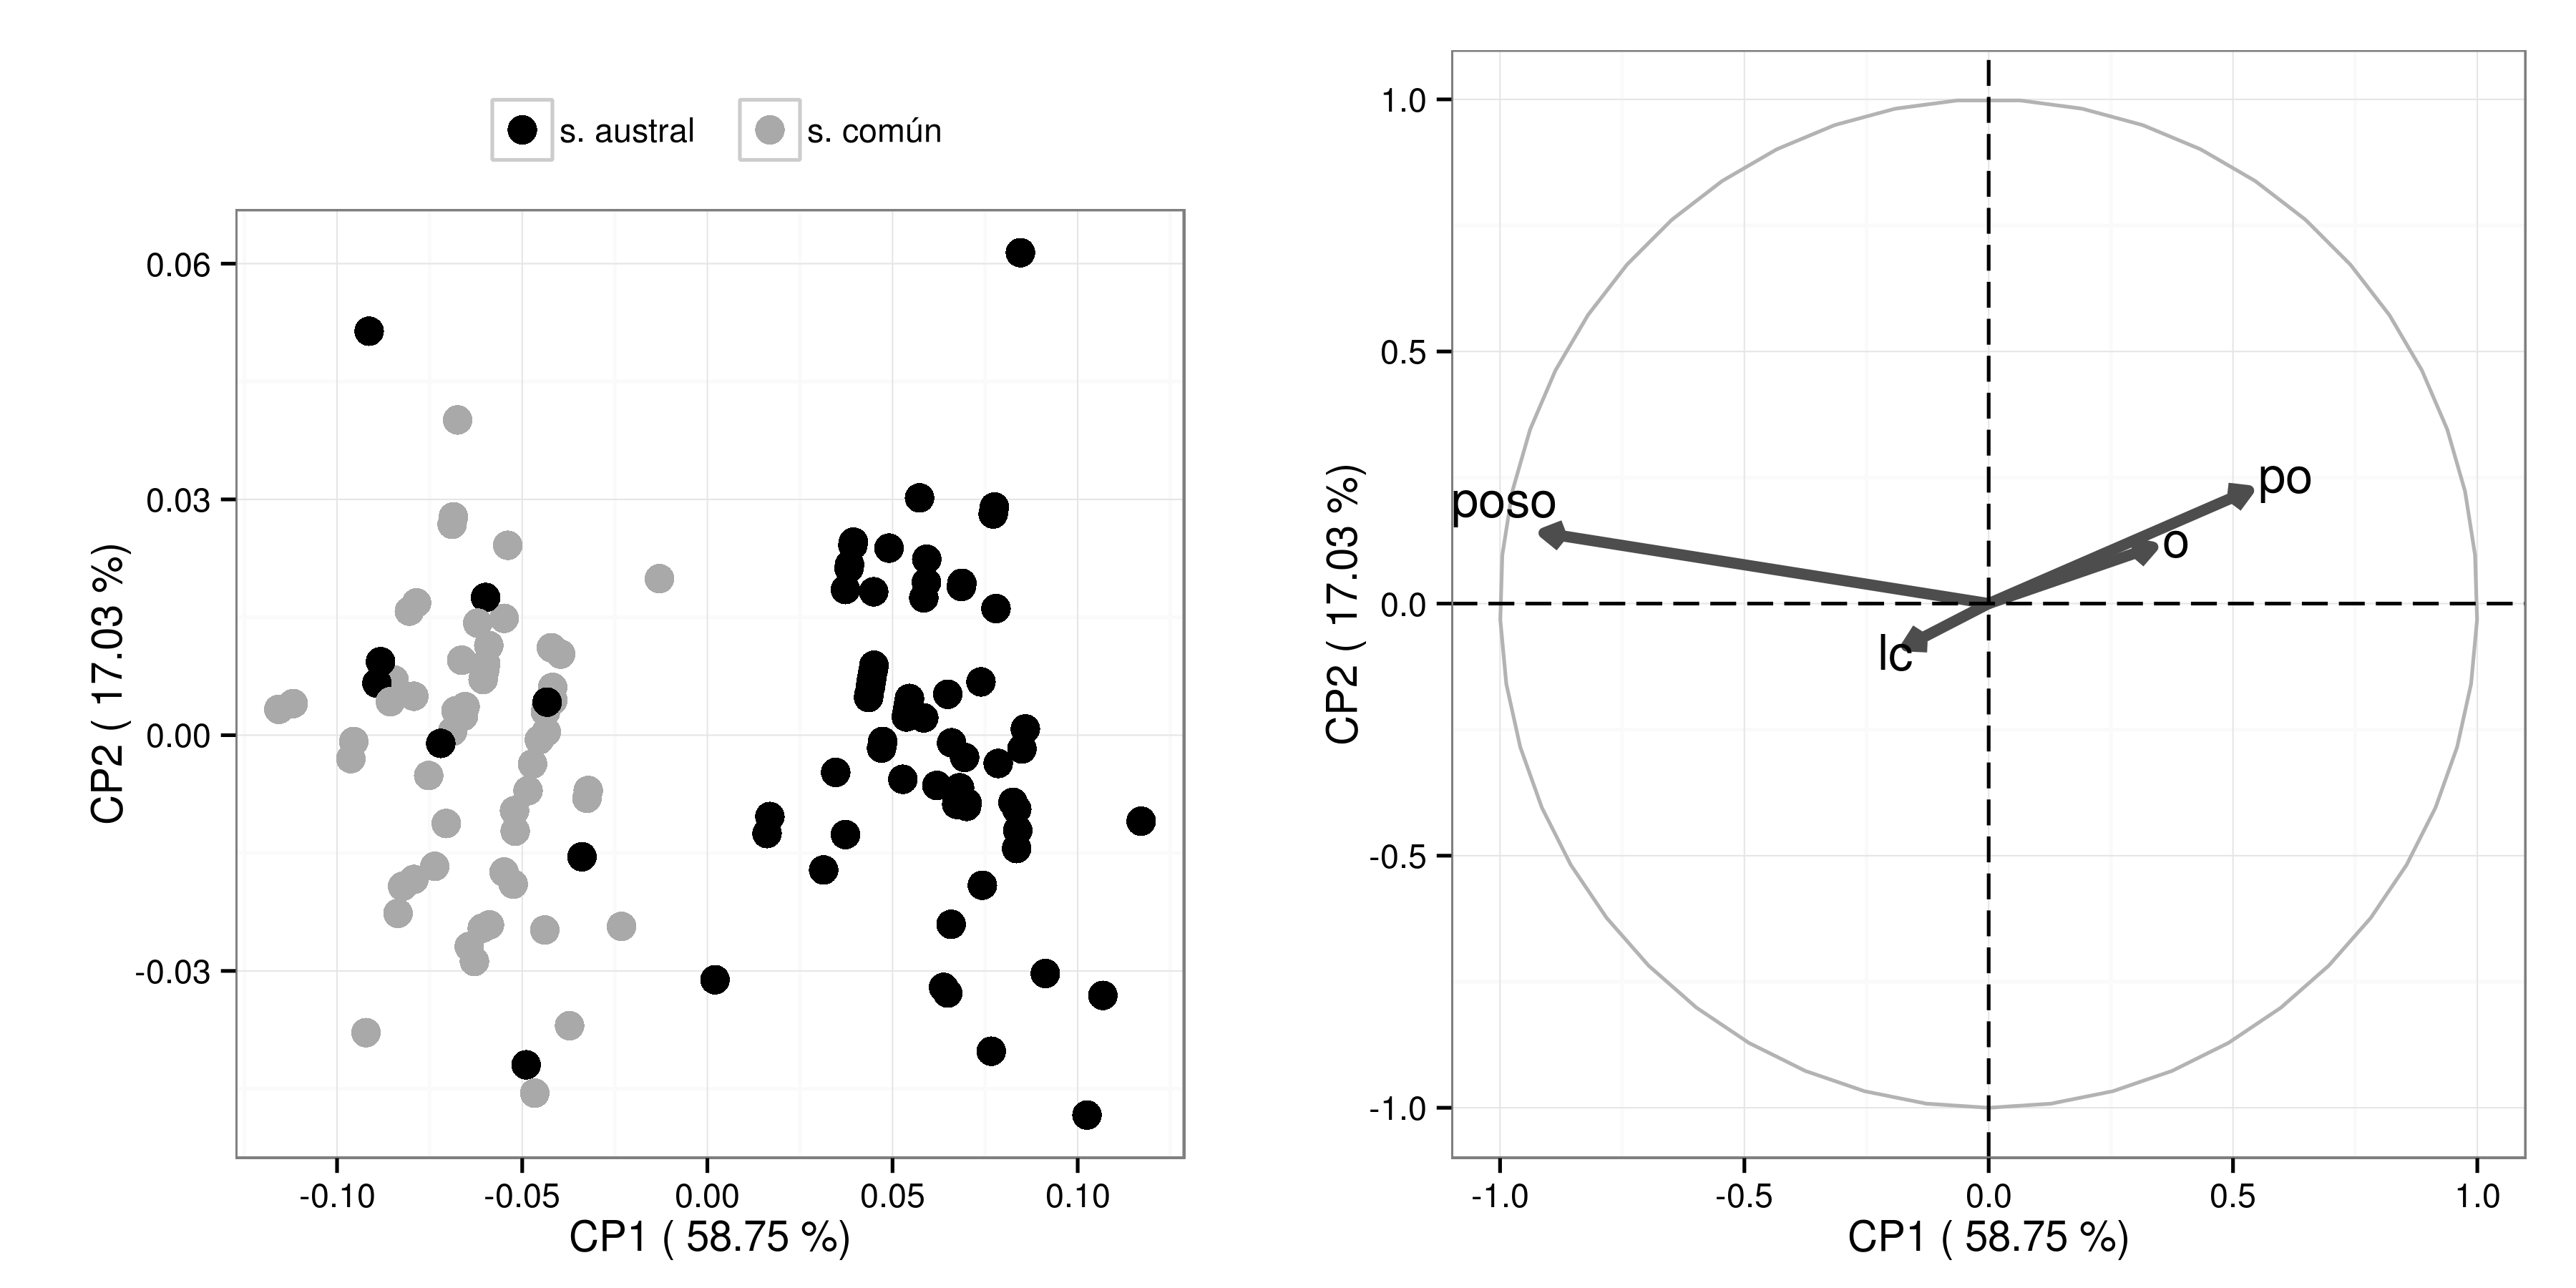 s. austral
s. común
0.06
0.03
0.00
-0.03
CP2 ( 17.03 %)
-0.10
-0.05
0.00
0.05
0.10
CP1 ( 58.75 %)
1.0
0.5
0.0
-0.5
-1.0
CP2 ( 17.03 %)
poso
po
o
lc
-1.0
-0.5
0.0
0.5
1.0
CP1 ( 58.75 %)